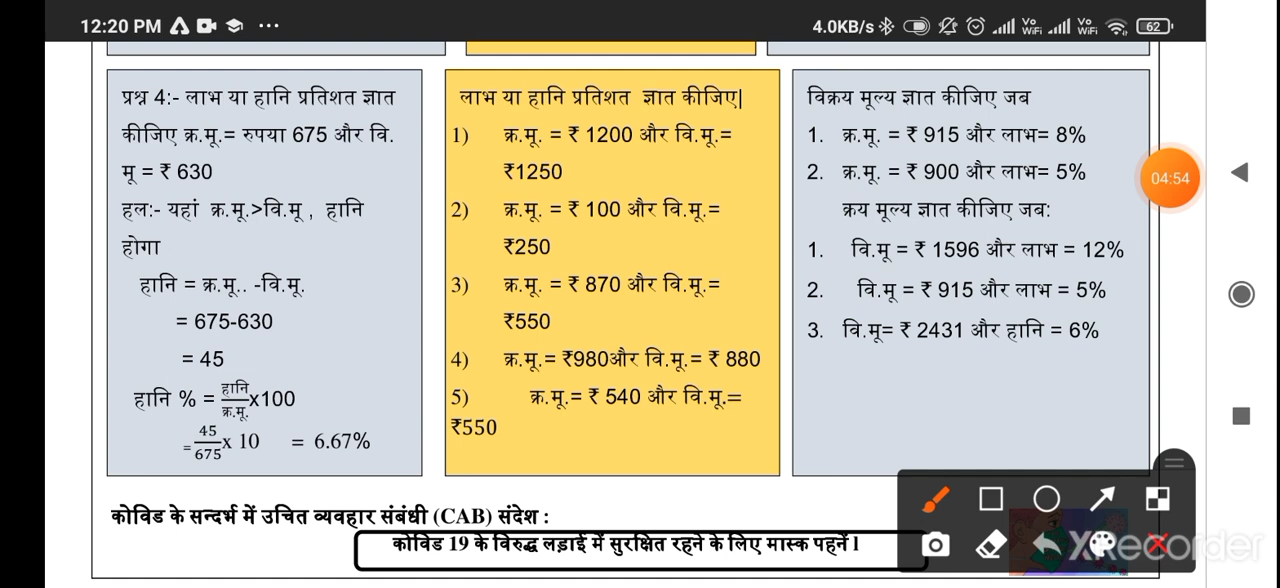 12:20 PM ••• 4.0KB/s Vo WiFi Vo WiFi 62
प्रश्न 4:- लाभ या हानि प्रतिशत ज्ञात
कीजिए क्र.मू.= रुपया 675 और वि.
मू = ₹ 630
हल:- यहां क्र.मू.>वि.मू , हानि
होगा
हानि = क्र.मू.. -वि.मू.
= 675-630
= 45
हानि % = हानि/क्र.मू. x100
= 45/675 x 10 = 6.67%
लाभ या हानि प्रतिशत ज्ञात कीजिए|
1) क्र.मू. = ₹ 1200 और वि.मू.=
₹1250
2) क्र.मू. = ₹ 100 और वि.मू.=
₹250
3) क्र.मू. = ₹ 870 और वि.मू.=
₹550
4) क्र.मू.= ₹980और वि.मू.= ₹ 880
5) क्र.मू.= ₹ 540 और वि.मू.=
₹550
विक्रय मूल्य ज्ञात कीजिए जब
1. क्र.मू. = ₹ 915 और लाभ= 8%
2. क्र.मू. = ₹ 900 और लाभ= 5%
क्रय मूल्य ज्ञात कीजिए जब:
1. वि.मू = ₹ 1596 और लाभ = 12%
2. वि.मू = ₹ 915 और लाभ = 5%
3. वि.मू= ₹ 2431 और हानि = 6%
04:54
कोविड के सन्दर्भ में उचित व्यवहार संबंधी (CAB) संदेश :
कोविड 19 के विरुद्ध लड़ाई में सुरक्षित रहने के लिए मास्क पहनें l
XRecorder